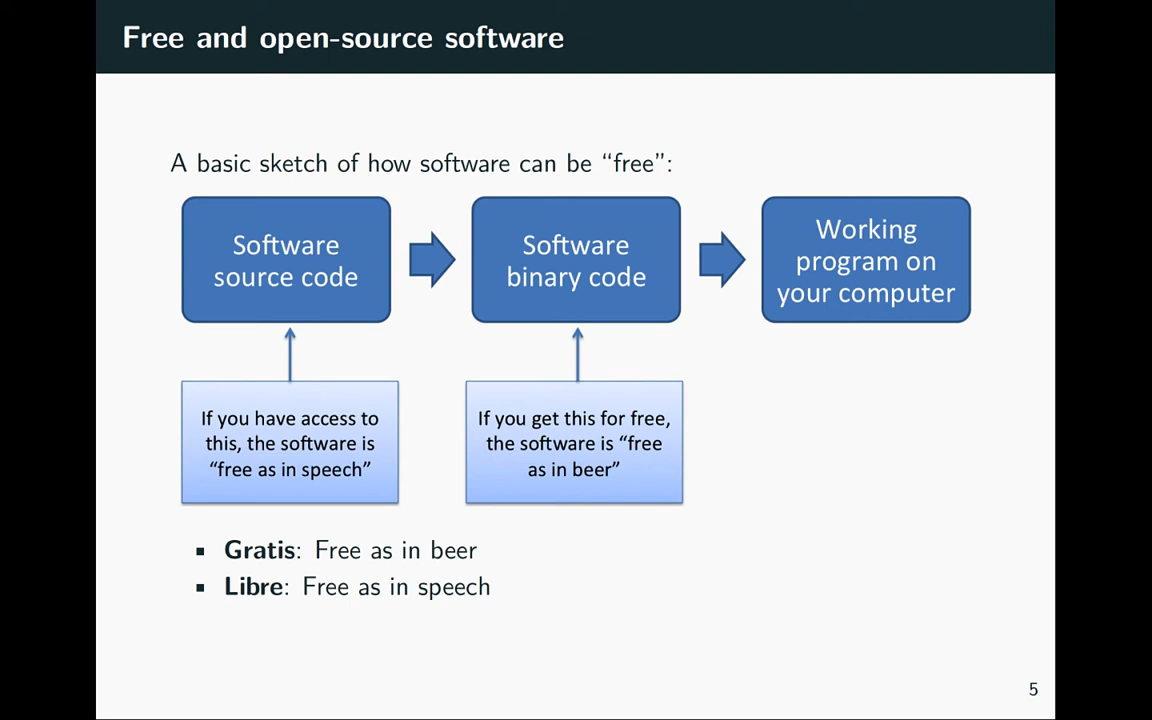 Free and open-source software
A basic sketch of how software can be “free”:
Software
source code
Software
binary code
Working
program on
your computer
If you have access to
this, the software is
“free as in speech”
If you get this for free,
the software is “free
as in beer”
▪ Gratis: Free as in beer
▪ Libre: Free as in speech
5